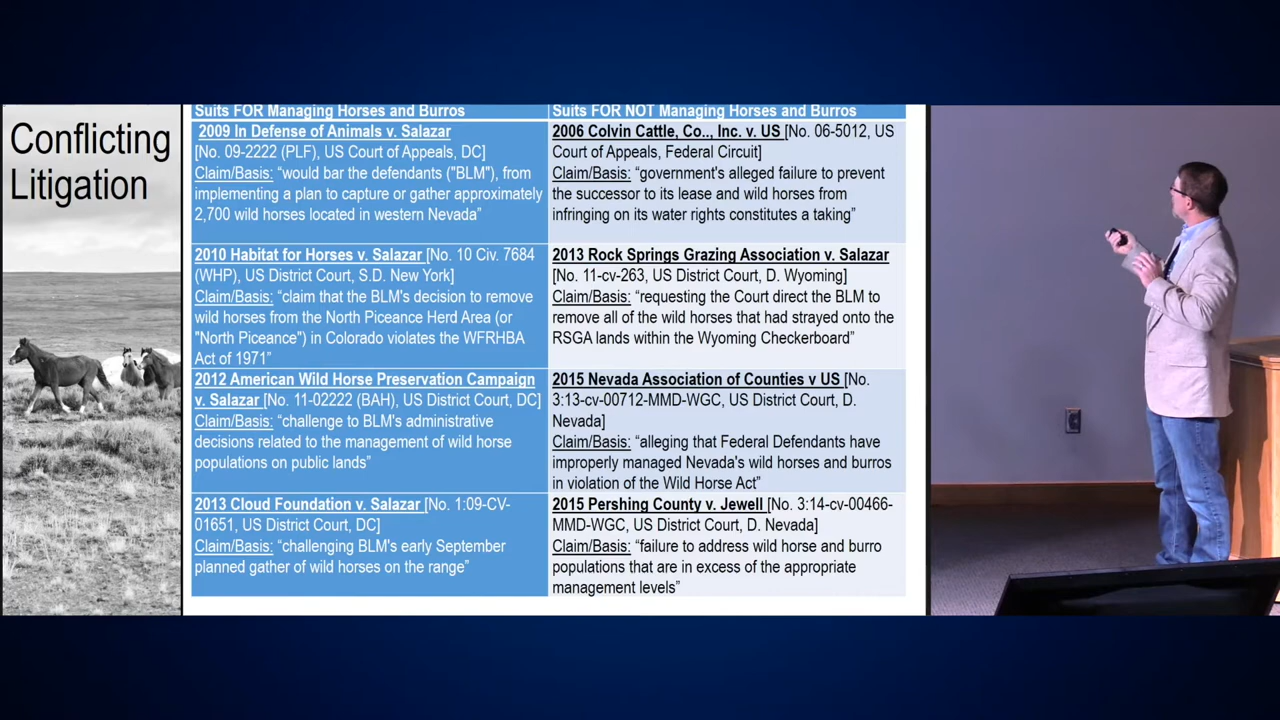 Conflicting
Litigation
Suits FOR Managing Horses and Burros
2009 In Defense of Animals v. Salazar
[No. 09-2222 (PLF), US Court of Appeals, DC]
Claim/Basis: “would bar the defendants ("BLM"), from
implementing a plan to capture or gather approximately
2,700 wild horses located in western Nevada”
2010 Habitat for Horses v. Salazar [No. 10 Civ. 7684
(WHP), US District Court, S.D. New York]
Claim/Basis: “claim that the BLM's decision to remove
wild horses from the North Piceance Herd Area (or
"North Piceance") in Colorado violates the WFRHBA
Act of 1971”
2012 American Wild Horse Preservation Campaign
v. Salazar [No. 11-02222 (BAH), US District Court, DC]
Claim/Basis: “challenge to BLM's administrative
decisions related to the management of wild horse
populations on public lands”
2013 Cloud Foundation v. Salazar [No. 1:09-CV-
01651, US District Court, DC]
Claim/Basis: “challenging BLM's early September
planned gather of wild horses on the range”
Suits FOR NOT Managing Horses and Burros
2006 Colvin Cattle, Co.., Inc. v. US [No. 06-5012, US
Court of Appeals, Federal Circuit]
Claim/Basis: “government's alleged failure to prevent
the successor to its lease and wild horses from
infringing on its water rights constitutes a taking”
2013 Rock Springs Grazing Association v. Salazar
[No. 11-cv-263, US District Court, D. Wyoming]
Claim/Basis: “requesting the Court direct the BLM to
remove all of the wild horses that had strayed onto the
RSGA lands within the Wyoming Checkerboard”
2015 Nevada Association of Counties v US [No.
3:13-cv-00712-MMD-WGC, US District Court, D.
Nevada]
Claim/Basis: “alleging that Federal Defendants have
improperly managed Nevada's wild horses and burros
in violation of the Wild Horse Act”
2015 Pershing County v. Jewell [No. 3:14-cv-00466-
MMD-WGC, US District Court, D. Nevada]
Claim/Basis: “failure to address wild horse and burro
populations that are in excess of the appropriate
management levels”